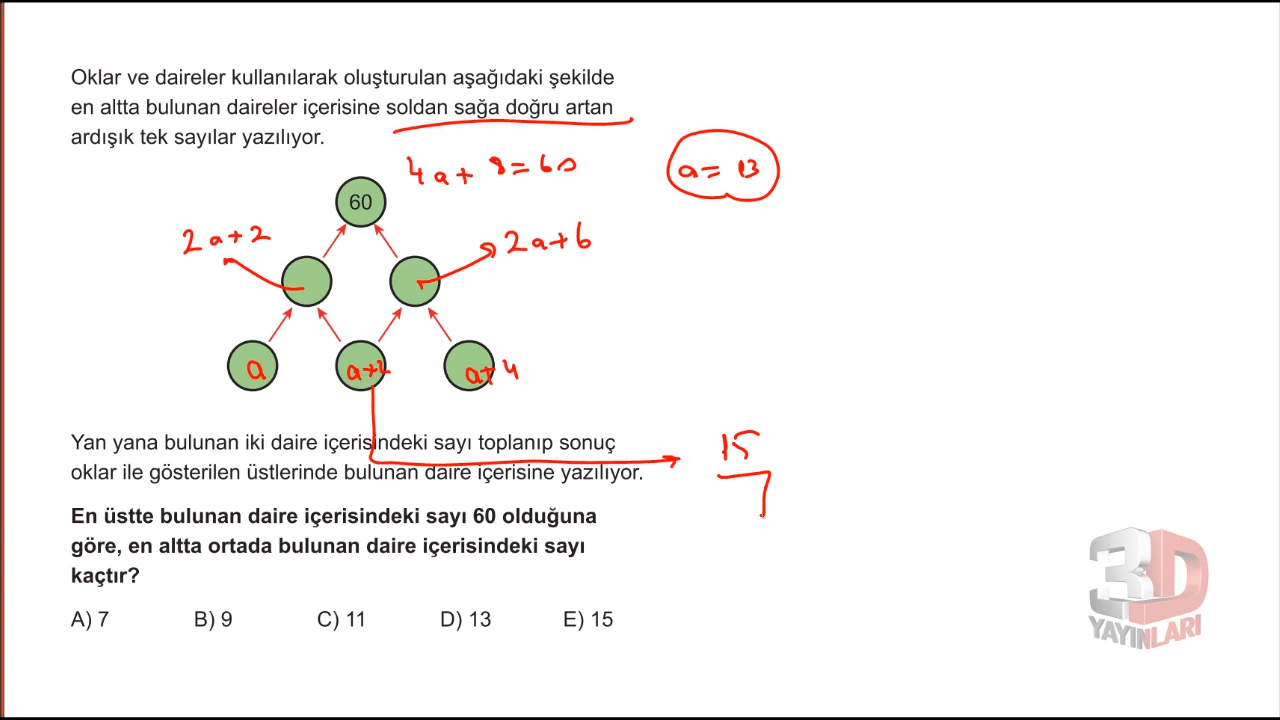 Oklar ve daireler kullanılarak oluşturulan aşağıdaki şekilde
en altta bulunan daireler içerisine soldan sağa doğru artan
ardışık tek sayılar yazılıyor.
4a + 8 = 60
a = 13
60
2a+2
2a+6
a
a+2
a+4
Yan yana bulunan iki daire içerisindeki sayı toplanıp sonuç
oklar ile gösterilen üstlerinde bulunan daire içerisine yazılıyor.
15
En üstte bulunan daire içerisindeki sayı 60 olduğuna
göre, en altta ortada bulunan daire içerisindeki sayı
kaçtır?
A) 7 B) 9 C) 11 D) 13 E) 15
3D
YAYINLARI